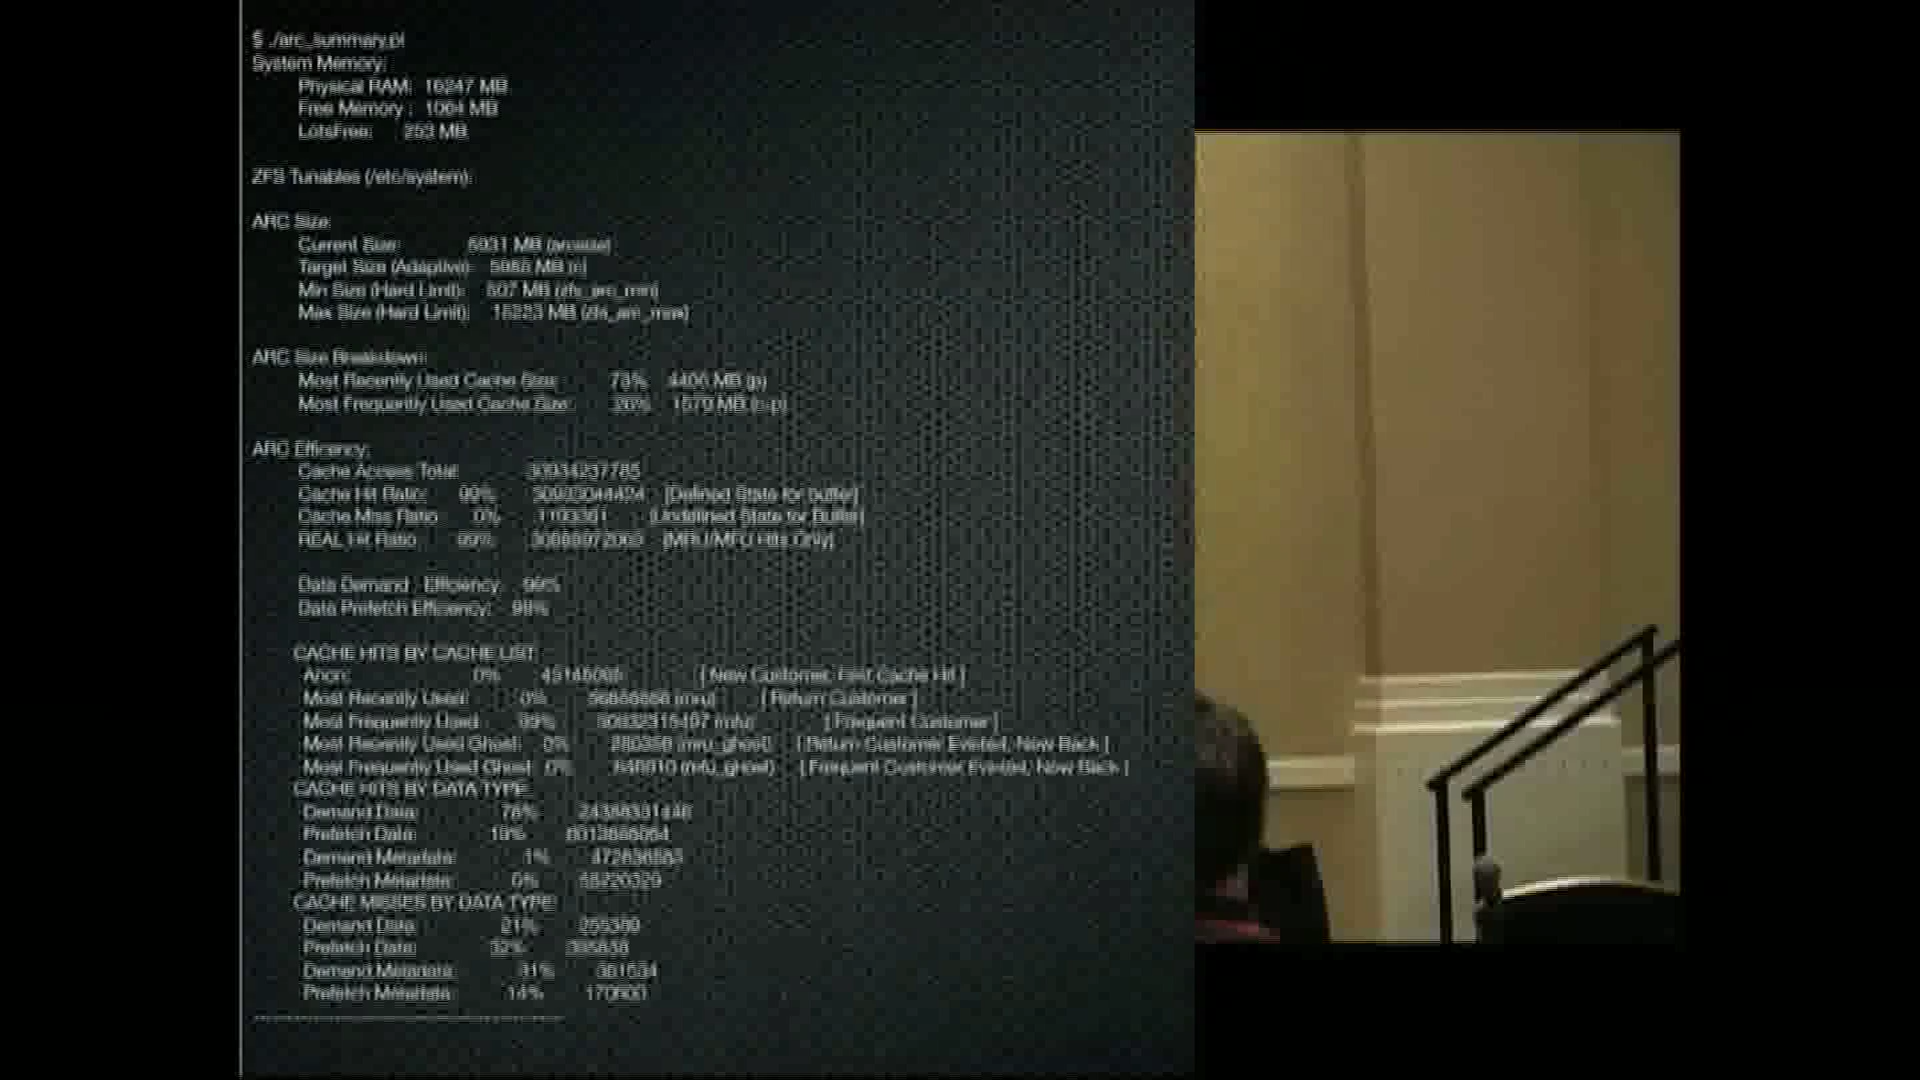 $ ./arc_summary.pl
System Memory:
Physical RAM: 16247 MB
Free Memory : 1064 MB
LotsFree: 253 MB
ZFS Tunables (/etc/system):
ARC Size:
Current Size: 5931 MB (arcsize)
Target Size (Adaptive): 5985 MB (c)
Min Size (Hard Limit): 507 MB (zfs_arc_min)
Max Size (Hard Limit): 15223 MB (zfs_arc_max)
ARC Size Breakdown:
Most Recently Used Cache Size: 73% 4406 MB (p)
Most Frequently Used Cache Size: 26% 1579 MB (c-p)
ARC Efficency:
Cache Access Total: 30934237785
Cache Hit Ratio: 99% 30933044424 [Defined State for buffer]
Cache Miss Ratio: 0% 1193361 [Undefined State for Buffer]
REAL Hit Ratio: 99% [MRU/MFU Hits Only]
Data Demand Efficiency: 99%
Data Prefetch Efficiency: 99%
CACHE HITS BY CACHE LIST:
Anon: 0% [ New Customer, First Cache Hit ]
Most Recently Used: 0% (mru) [ Return Customer ]
Most Frequently Used: 99% (mfu) [ Frequent Customer ]
Most Recently Used Ghost: 0% (mru_ghost) [ Return Customer Evicted, Now Back ]
Most Frequently Used Ghost: 0% (mfu_ghost) [ Frequent Customer Evicted, Now Back ]
CACHE HITS BY DATA TYPE:
Demand Data: 78%
Prefetch Data: 19%
Demand Metadata: 1%
Prefetch Metadata: 0%
CACHE MISSES BY DATA TYPE:
Demand Data: 21% 255389
Prefetch Data: 32%
Demand Metadata: 31%
Prefetch Metadata: 14% 170600